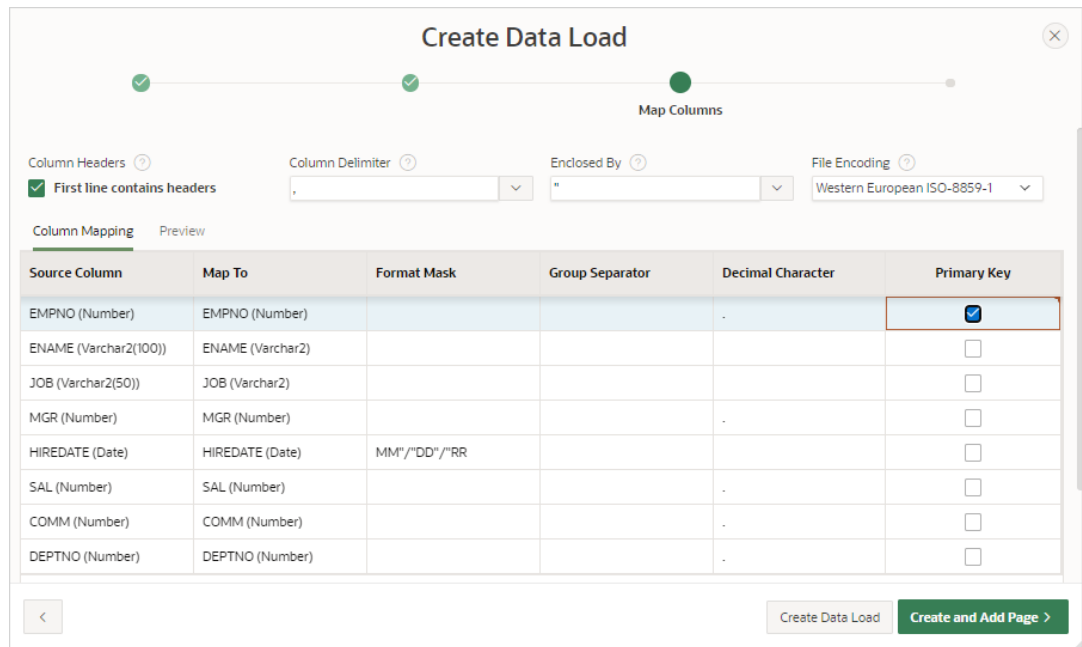 Create Data Load
Map Columns
Column Headers ? Column Delimiter ? Enclosed By ? File Encoding ?
First line contains headers , " Western European ISO-8859-1
Column Mapping Preview
Source Column Map To Format Mask Group Separator Decimal Character Primary Key
EMPNO (Number) EMPNO (Number) .
ENAME (Varchar2(100)) ENAME (Varchar2)
JOB (Varchar2(50)) JOB (Varchar2)
MGR (Number) MGR (Number) .
HIREDATE (Date) HIREDATE (Date) MM"/"DD"/"RR
SAL (Number) SAL (Number) .
COMM (Number) COMM (Number) .
DEPTNO (Number) DEPTNO (Number) .
< Create Data Load Create and Add Page >